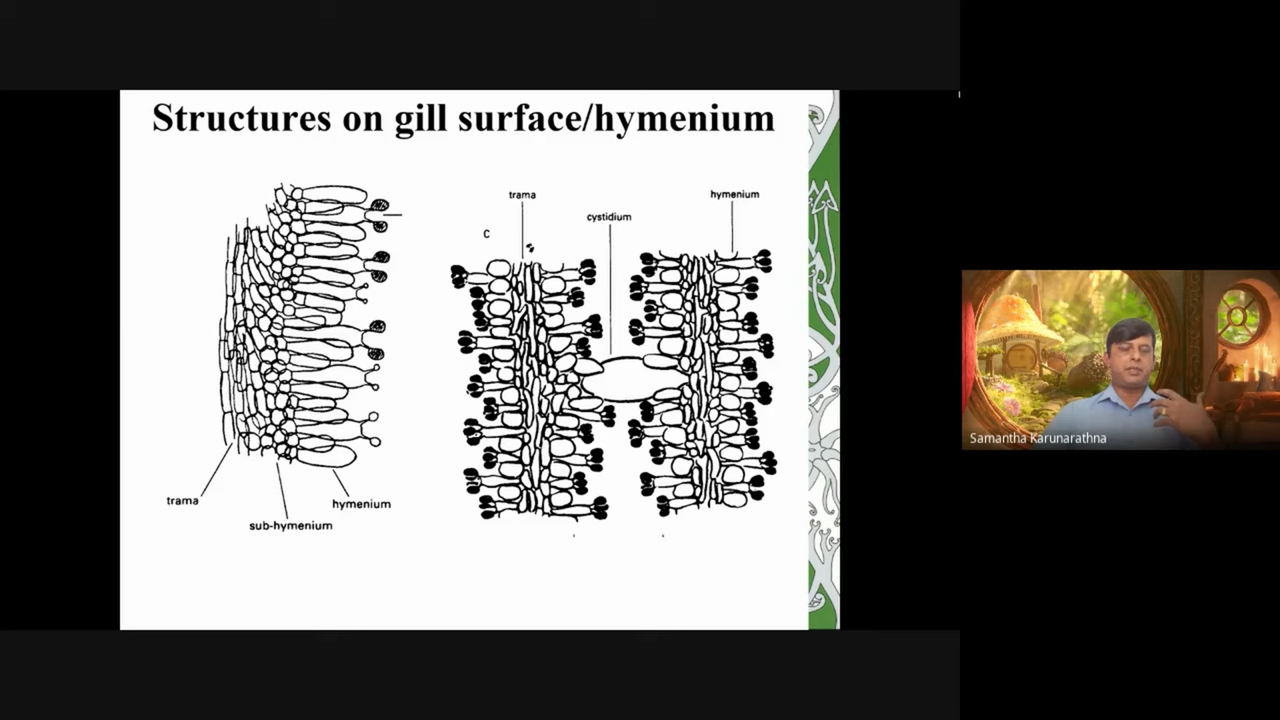 Structures on gill surface/hymenium
trama
hymenium
cystidium
C
trama
hymenium
sub-hymenium
Samantha Karunarathna